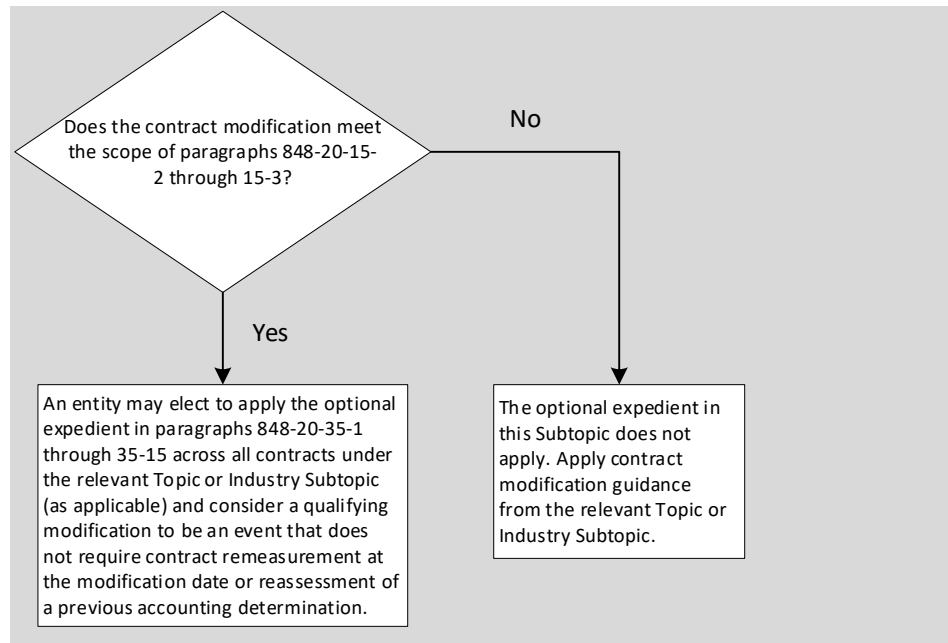 Does the contract modification meet
the scope of paragraphs 848-20-15-
2 through 15-3?
No
Yes
An entity may elect to apply the optional
expedient in paragraphs 848-20-35-1
through 35-15 across all contracts under
the relevant Topic or Industry Subtopic
(as applicable) and consider a qualifying
modification to be an event that does
not require contract remeasurement at
the modification date or reassessment of
a previous accounting determination.
The optional expedient in
this Subtopic does not
apply. Apply contract
modification guidance
from the relevant Topic or
Industry Subtopic.